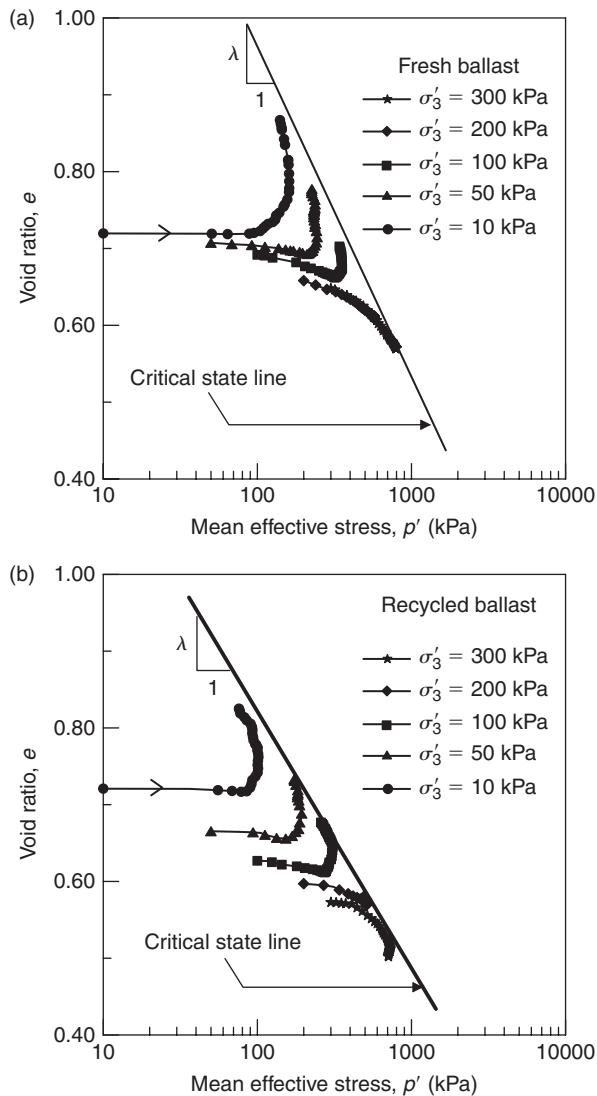 (a)
1.00
0.80
0.60
0.40
Void ratio, e
λ
1
Fresh ballast
σ′₃ = 300 kPa
σ′₃ = 200 kPa
σ′₃ = 100 kPa
σ′₃ = 50 kPa
σ′₃ = 10 kPa
Critical state line
10 100 1000 10000
Mean effective stress, p′ (kPa)
(b)
1.00
0.80
0.60
0.40
Void ratio, e
λ
1
Recycled ballast
σ′₃ = 300 kPa
σ′₃ = 200 kPa
σ′₃ = 100 kPa
σ′₃ = 50 kPa
σ′₃ = 10 kPa
Critical state line
10 100 1000 10000
Mean effective stress, p′ (kPa)